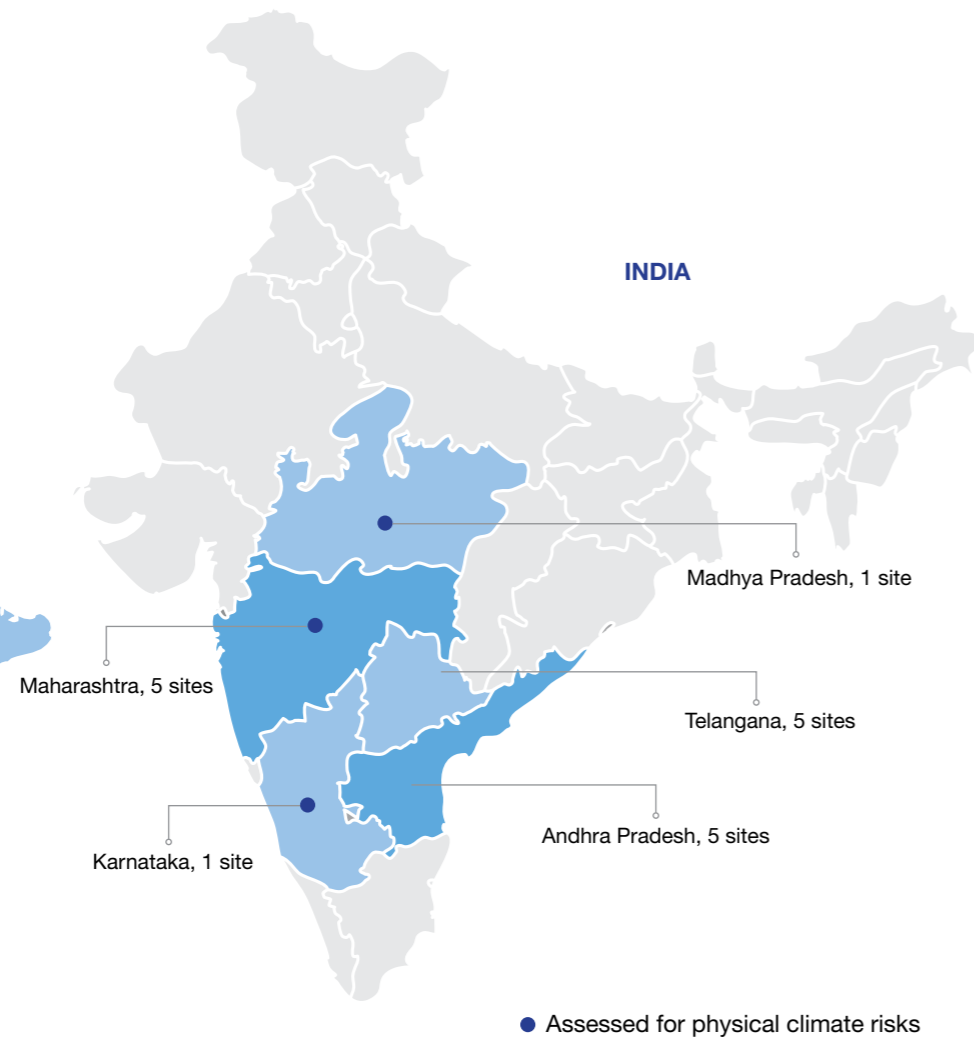 INDIA
Madhya Pradesh, 1 site
Maharashtra, 5 sites
Telangana, 5 sites
Andhra Pradesh, 5 sites
Karnataka, 1 site
Assessed for physical climate risks